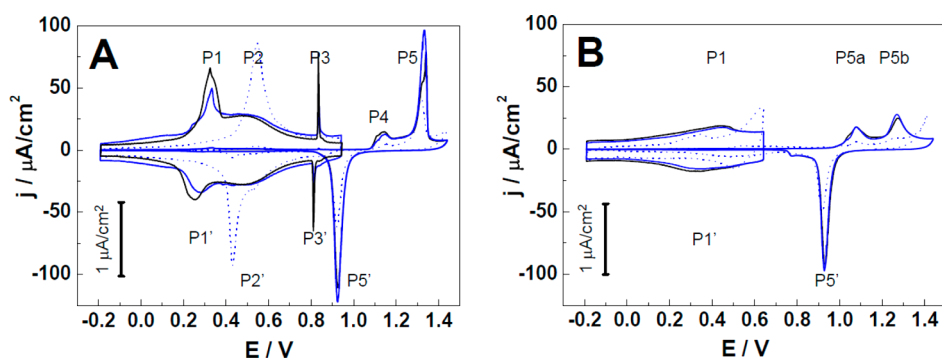 A
P1
P2
P3
P4
P5
P1’
P2’
P3’
P5’
1 µA/cm2
j / µA/cm2
100
50
0
-50
-100
-0.2 0.0 0.2 0.4 0.6 0.8 1.0 1.2 1.4
E / V
B
P1
P5a
P5b
P1’
P5’
1 µA/cm2
j / µA/cm2
100
50
0
-50
-100
-0.2 0.0 0.2 0.4 0.6 0.8 1.0 1.2 1.4
E / V